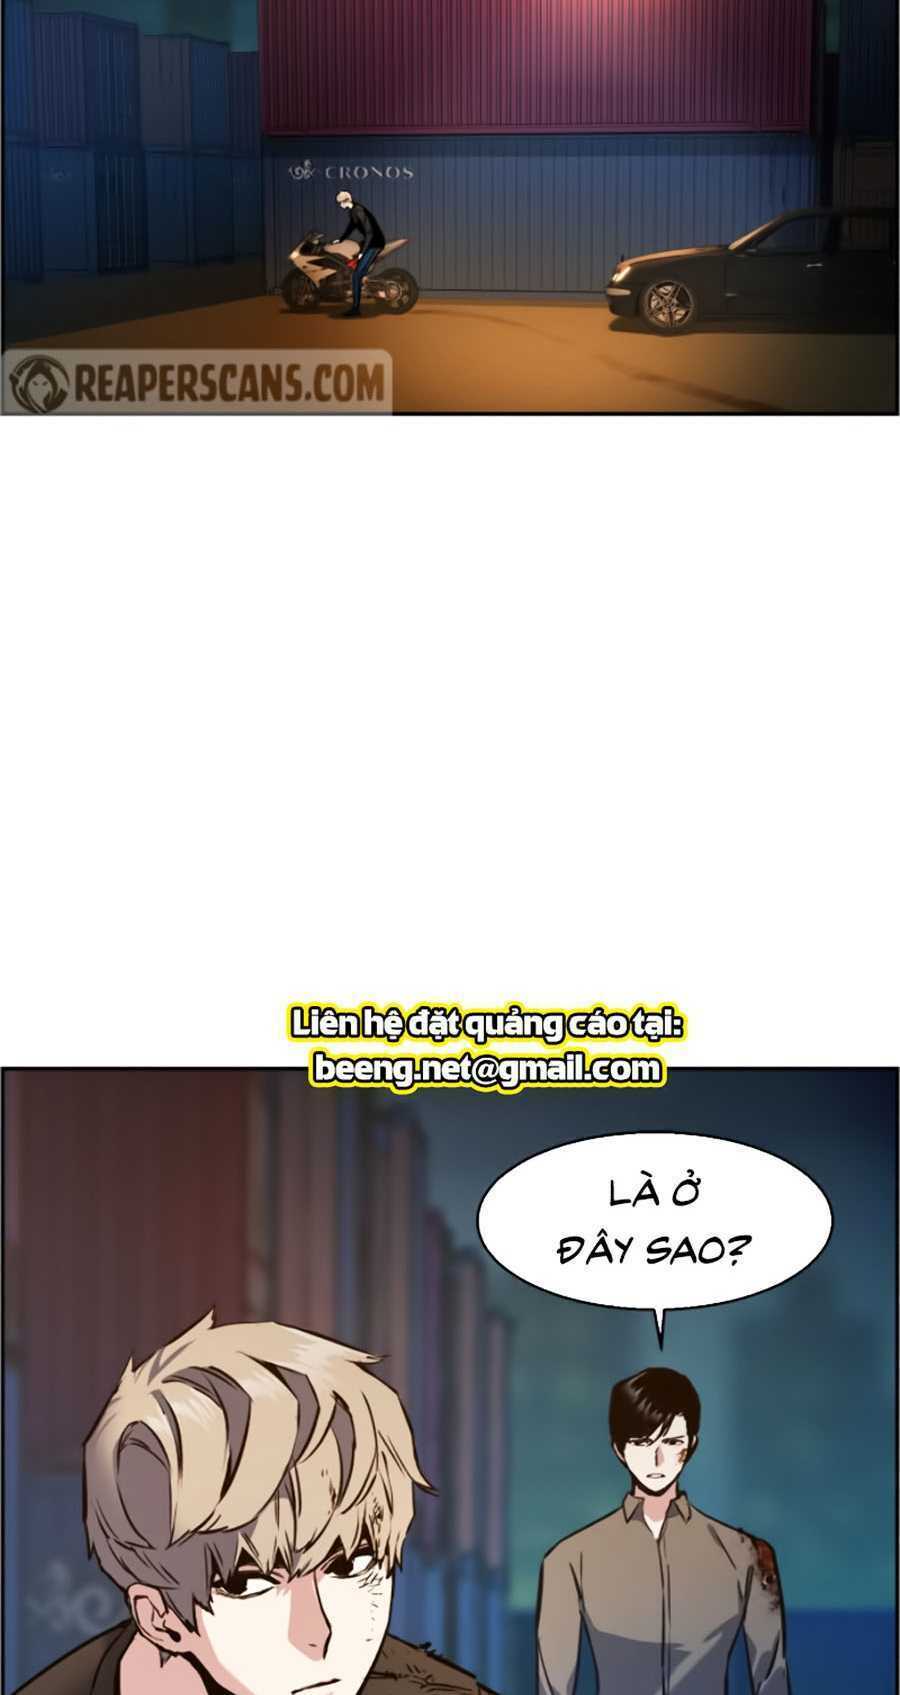 CRONOS
REAPERSCANS.COM
Liên hệ đặt quảng cáo tại:
beeng.net@gmail.com
LÀ Ở
ĐÂY SAO?